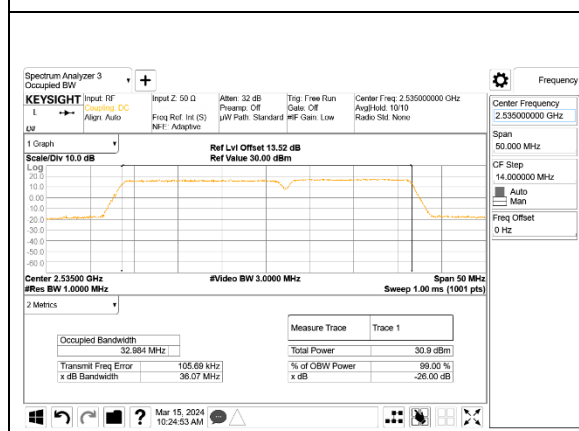 Spectrum Analyzer 3
Occupied BW
Frequency
KEYSIGHT
L
Input: RF
Coupling: DC
Align: Auto
Input Z: 50 Ω
Freq Ref: Int (S)
NFE: Adaptive
Atten: 32 dB
Preamp: Off
µW Path: Standard
Trig: Free Run
Gate: Off
#IF Gain: Low
Center Freq: 2.535000000 GHz
Avg|Hold: 10/10
Radio Std: None
Center Frequency
2.535000000 GHz
Span
50.000 MHz
CF Step
14.000000 MHz
Auto
Man
Freq Offset
0 Hz
1 Graph
Scale/Div 10.0 dB
Ref Lvl Offset 13.52 dB
Ref Value 30.00 dBm
Log
20.0
10.0
0.00
-10.0
-20.0
-30.0
-40.0
-50.0
-60.0
Center 2.53500 GHz
#Res BW 1.0000 MHz
#Video BW 3.0000 MHz
Span 50 MHz
Sweep 1.00 ms (1001 pts)
2 Metrics
Measure Trace
Trace 1
Occupied Bandwidth
32.984 MHz
Total Power
30.9 dBm
Transmit Freq Error
105.69 kHz
% of OBW Power
99.00 %
x dB Bandwidth
36.07 MHz
x dB
-26.00 dB
?
Mar 15, 2024
10:24:53 AM